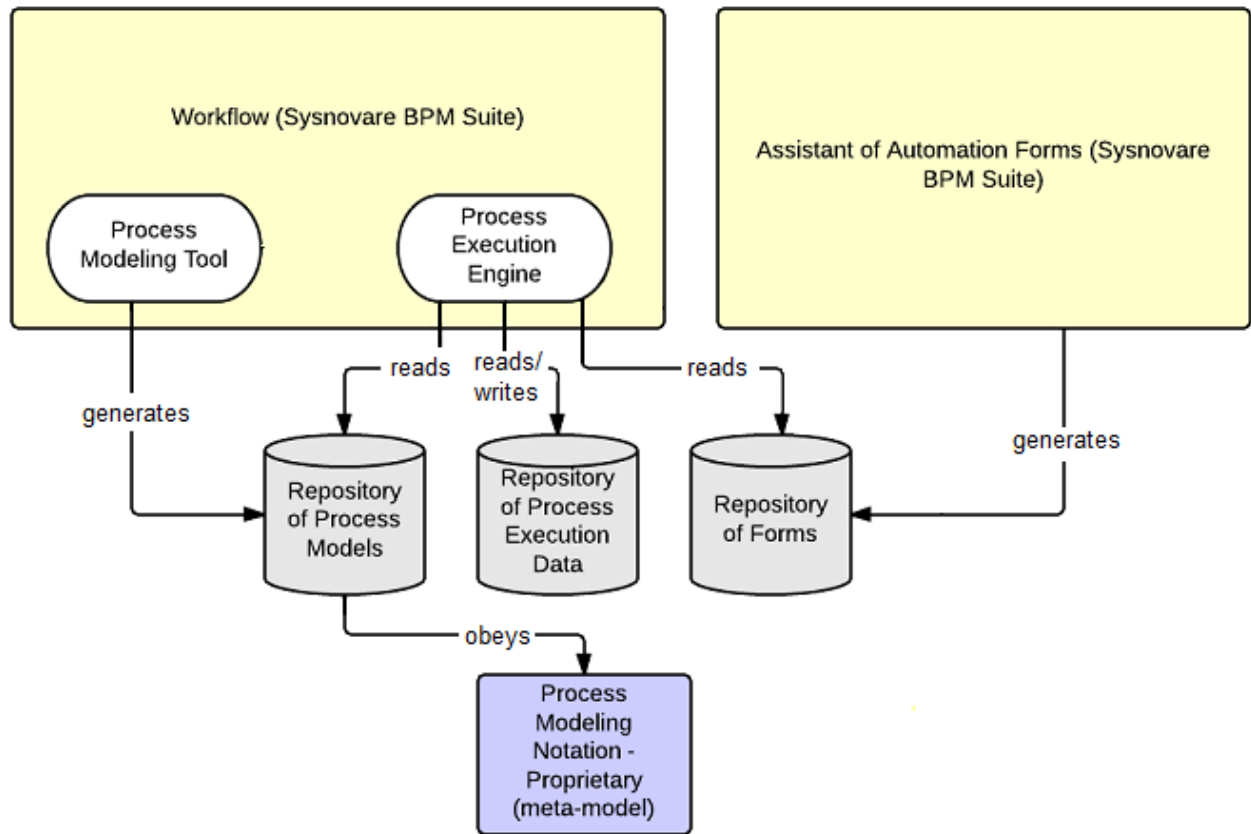 Workflow (Sysnovare BPM Suite)
Assistant of Automation Forms (Sysnovare
BPM Suite)
Process
Modeling Tool
Process
Execution
Engine
reads
reads/
writes
reads
generates
generates
Repository
of Process
Models
Repository
of Process
Execution
Data
Repository
of Forms
obeys
Process
Modeling
Notation -
Proprietary
(meta-model)